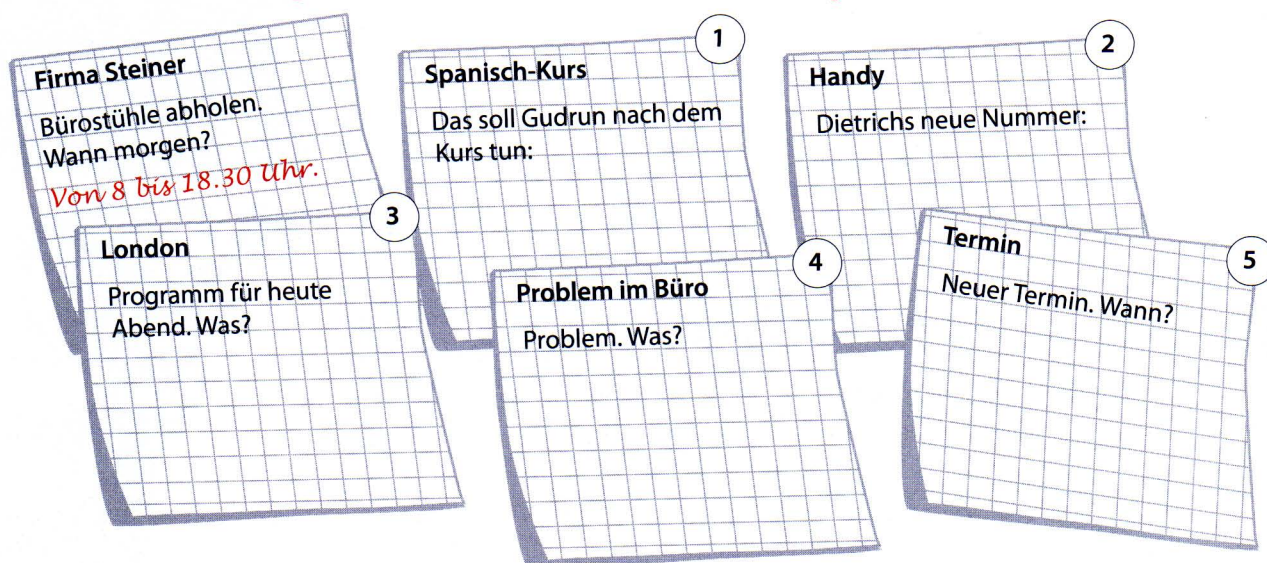 Firma Steiner
Bürostühle abholen.
Wann morgen?
Von 8 bis 18.30 Uhr.
1
Spanisch-Kurs
Das soll Gudrun nach dem
Kurs tun:
2
Handy
Dietrichs neue Nummer:
3
London
Programm für heute
Abend. Was?
4
Problem im Büro
Problem. Was?
5
Termin
Neuer Termin. Wann?